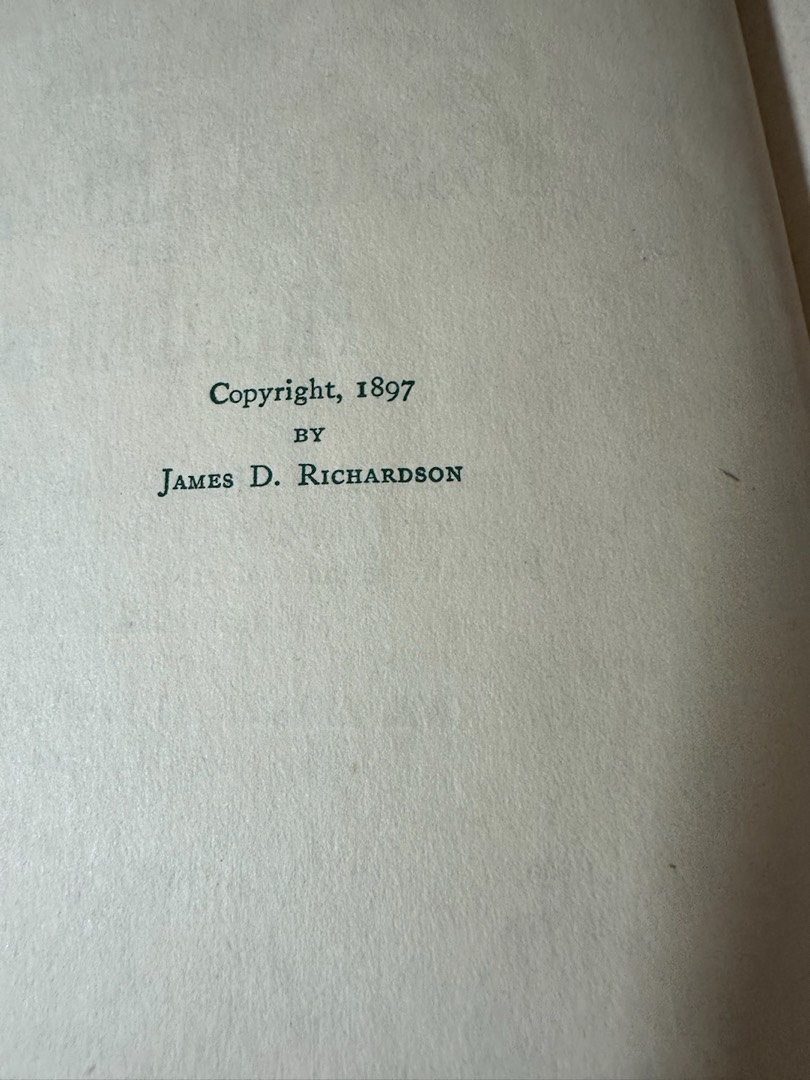 Copyright, 1897
BY
JAMES D. RICHARDSON